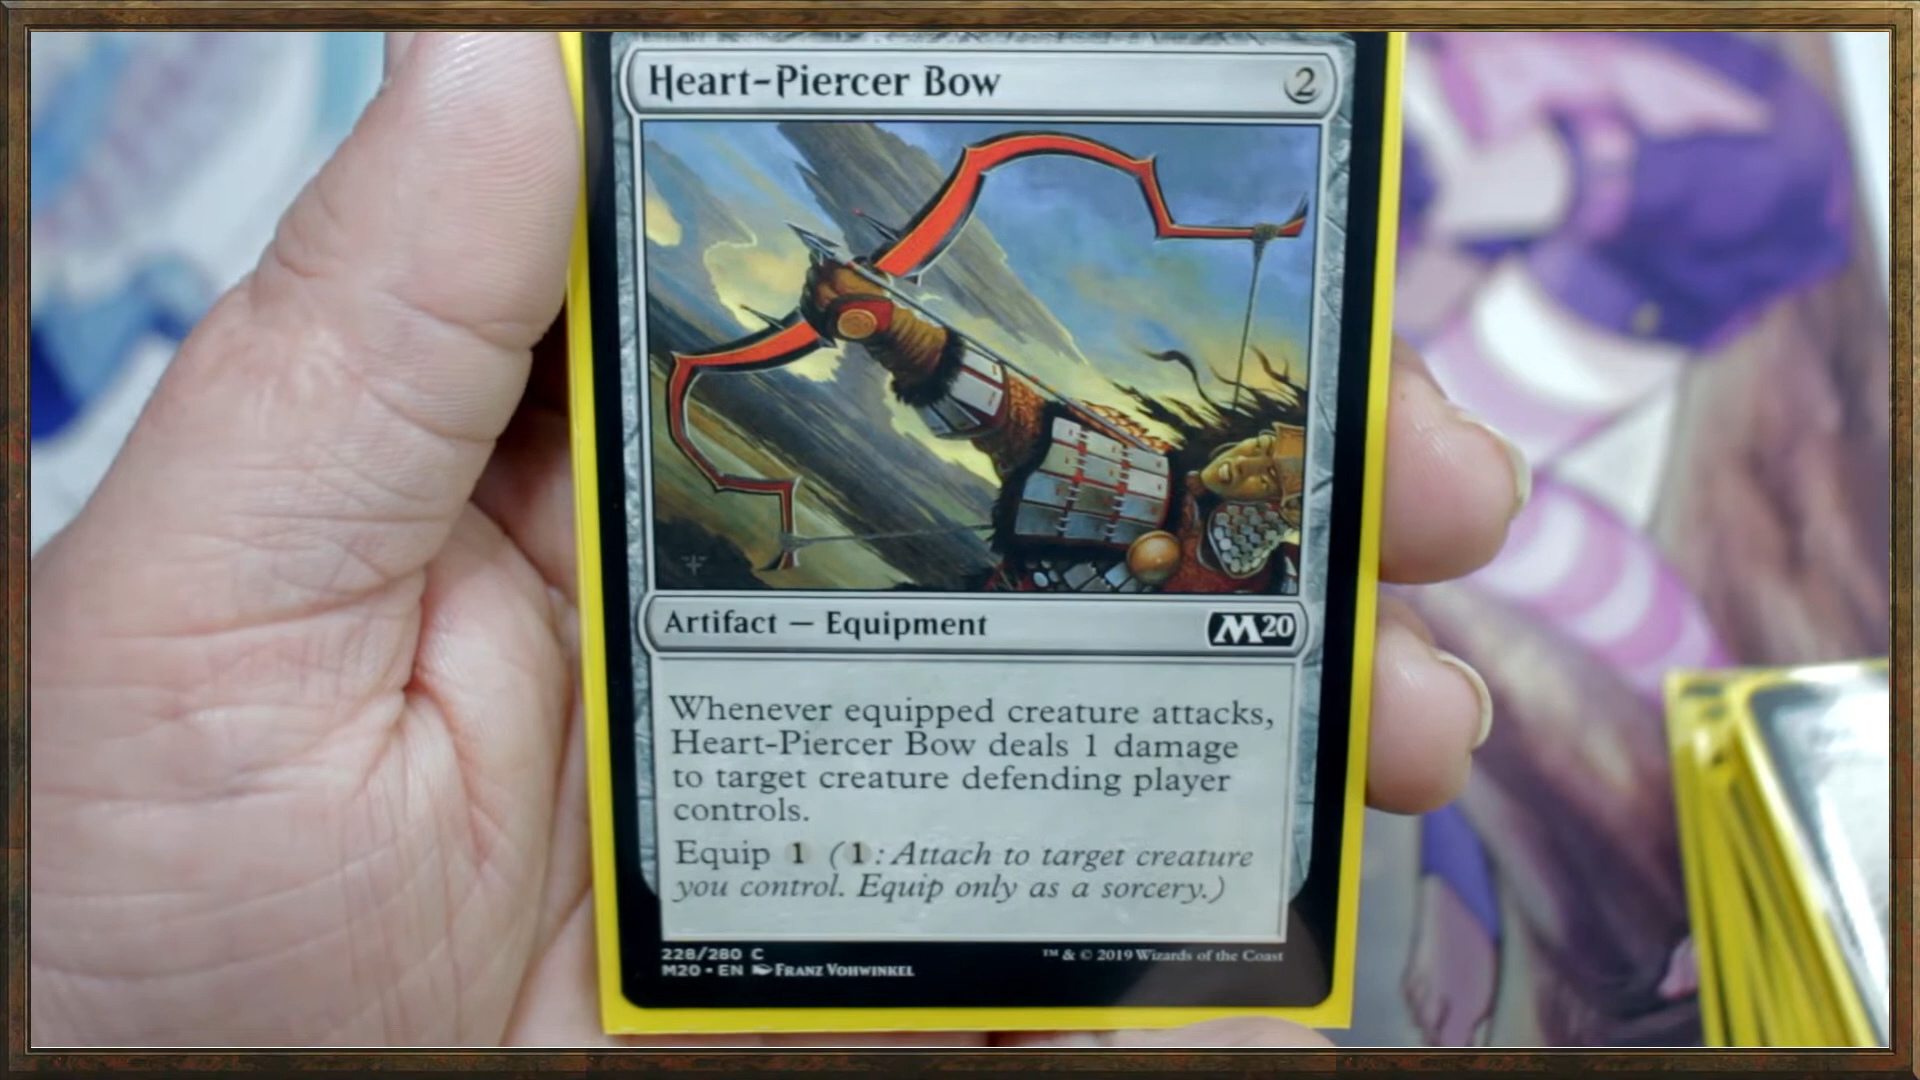 Heart-Piercer Bow 2
Artifact — Equipment M20
Whenever equipped creature attacks,
Heart-Piercer Bow deals 1 damage
to target creature defending player
controls.
Equip 1 (1: Attach to target creature
you control. Equip only as a sorcery.)
228/280 C ™ & © 2019 Wizards of the Coast
M20 • EN Franz Vohwinkel